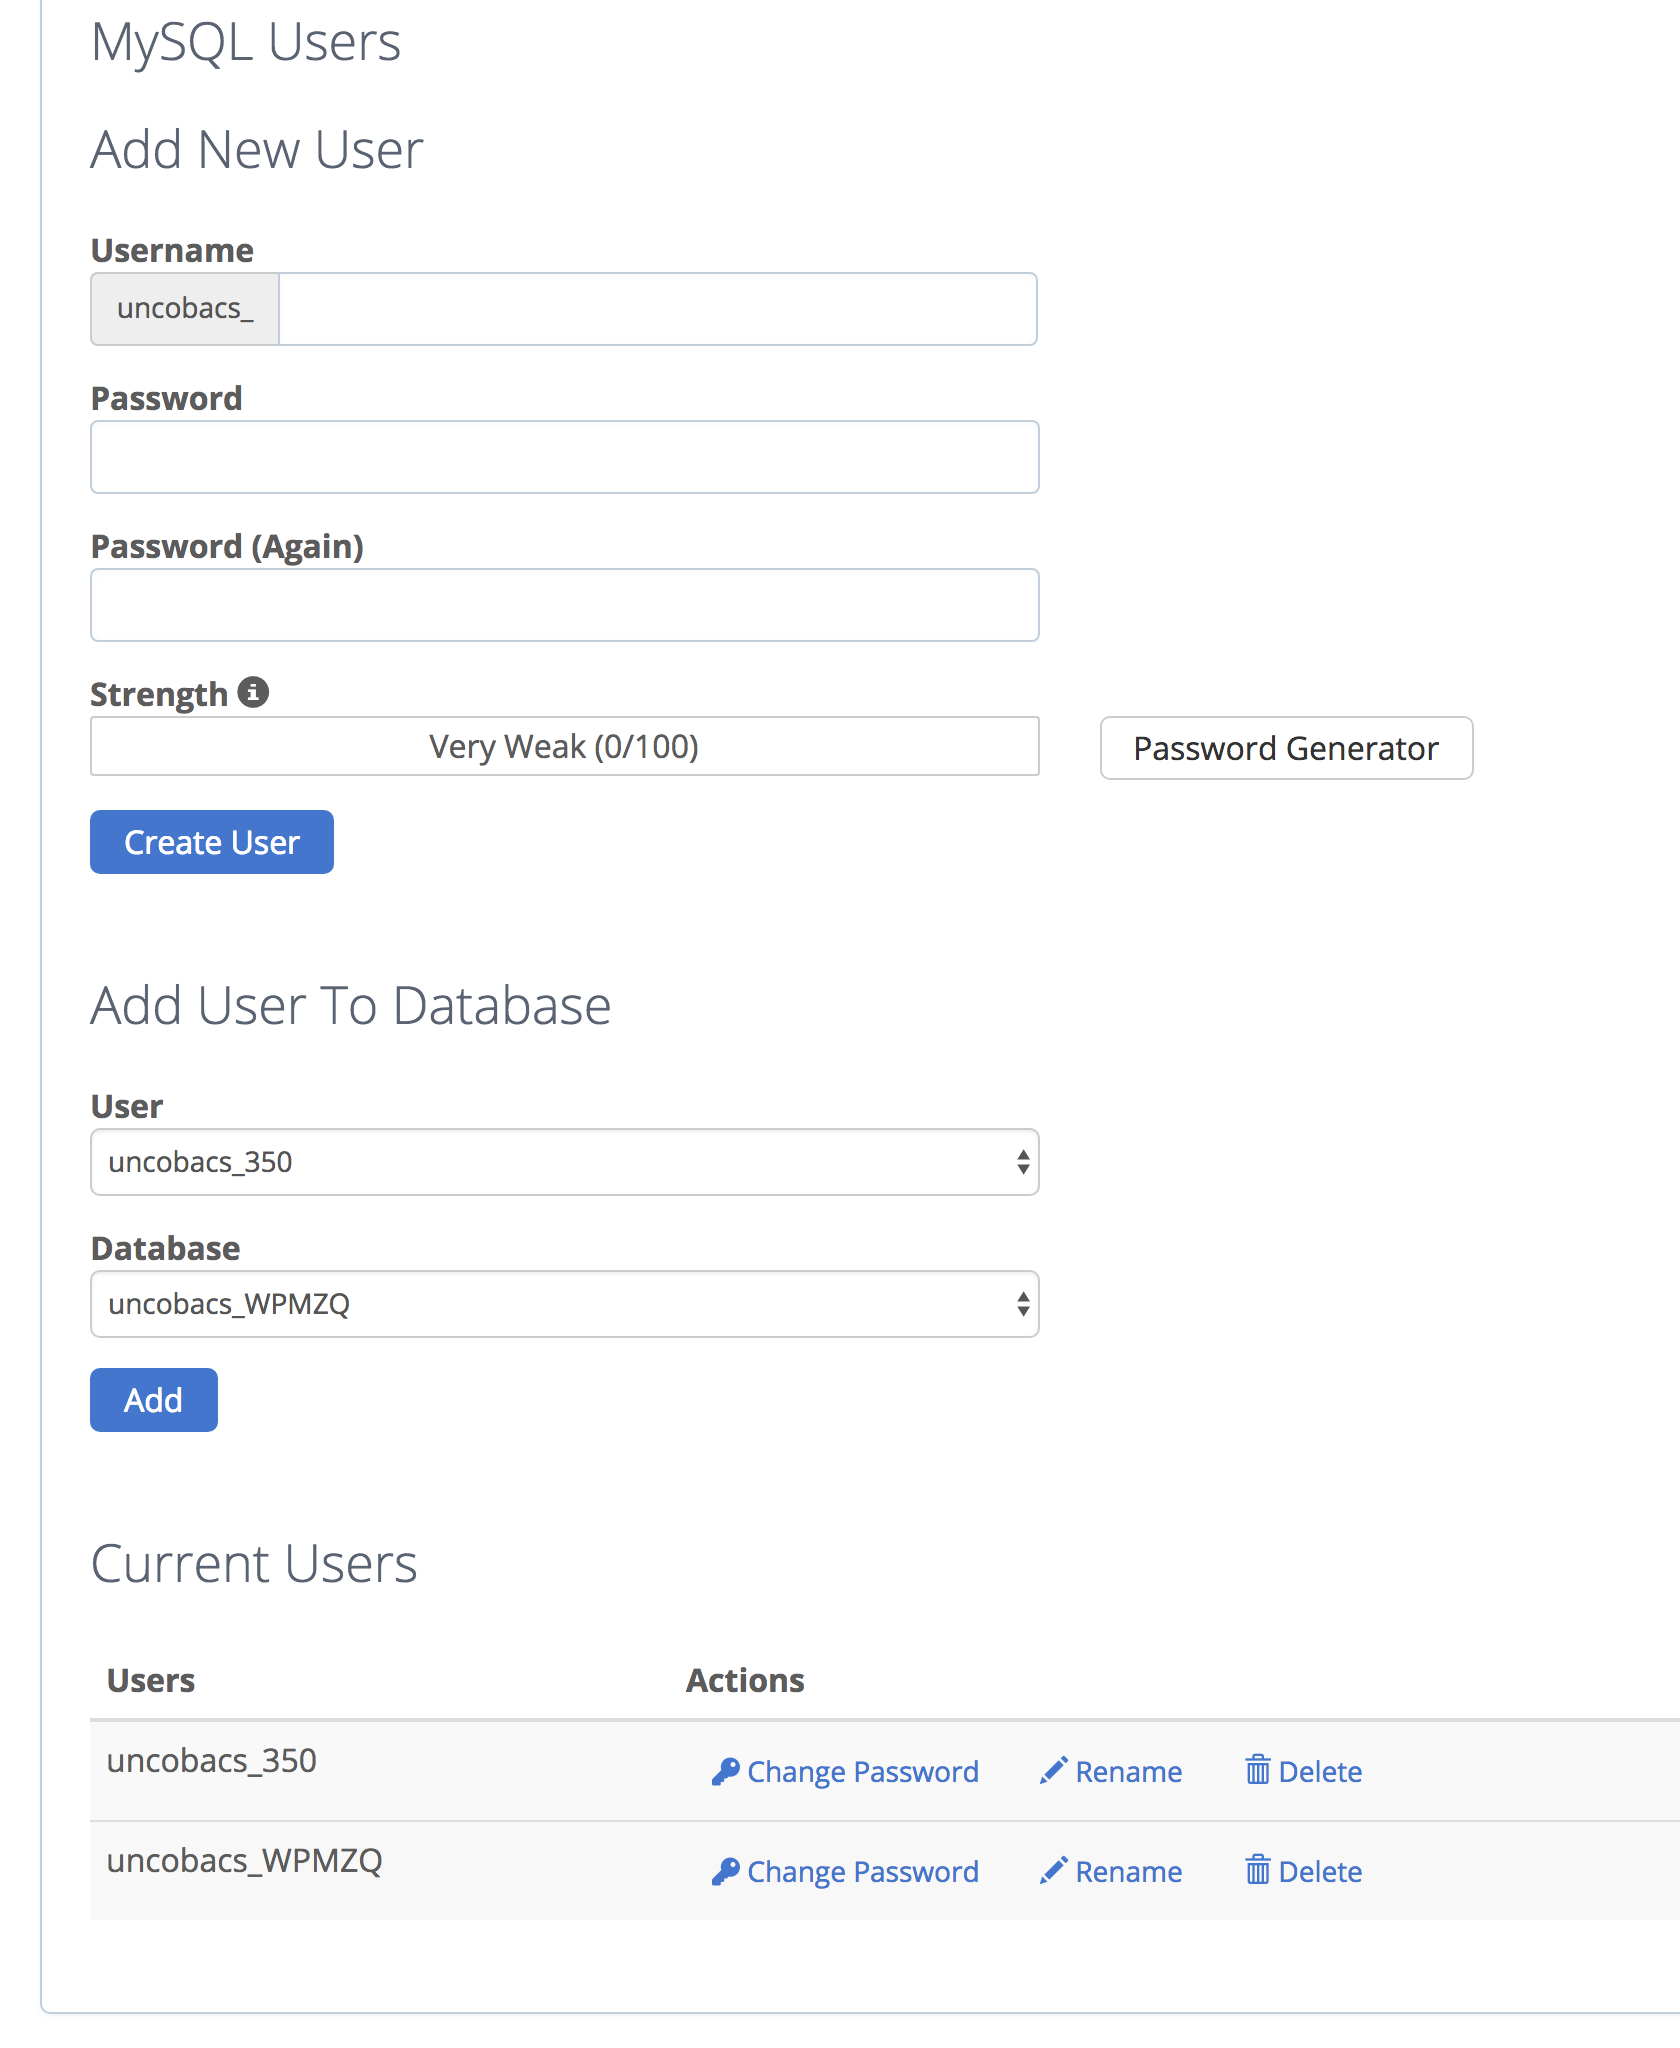 MySQL Users
Add New User
Username
uncobacs_
Password
Password (Again)
Strength
Very Weak (0/100)
Password Generator
Create User
Add User To Database
User
uncobacs_350
Database
uncobacs_WPMZQ
Add
Current Users
Users Actions
uncobacs_350 Change Password Rename Delete
uncobacs_WPMZQ Change Password Rename Delete